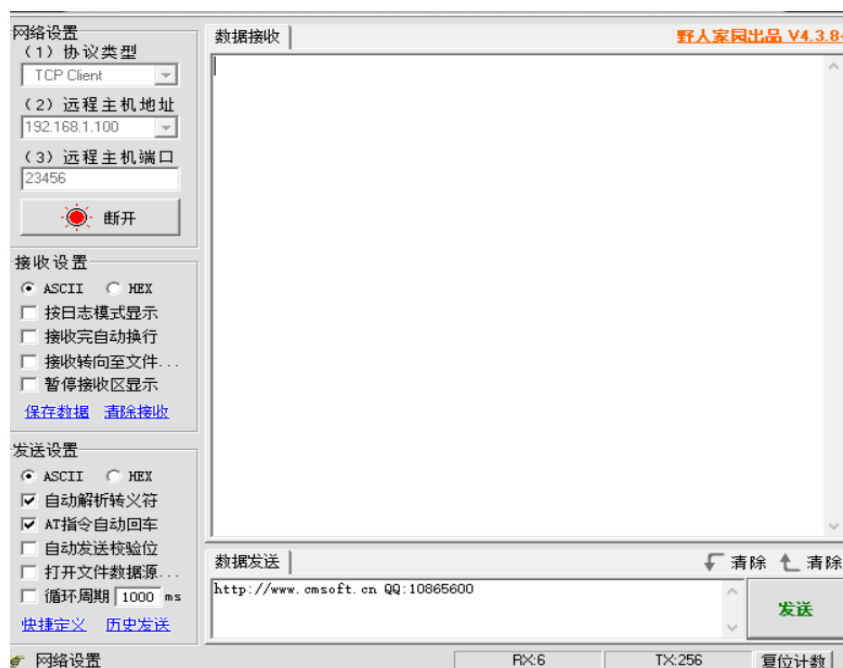 网络设置
（1）协议类型
TCP Client
（2）远程主机地址
192.168.1.100
（3）远程主机端口
23456
断开
接收设置
ASCII HEX
按日志模式显示
接收完自动换行
接收转向至文件...
暂停接收区显示
保存数据 清除接收
发送设置
ASCII HEX
自动解析转义符
AT指令自动回车
自动发送校验位
打开文件数据源...
循环周期 1000 ms
快捷定义 历史发送
数据接收
野人家园出品 V4.3.8
数据发送
清除 清除
http://www.cmsoft.cn QQ:10865600
发送
网络设置
RX:6
TX:256
复位计数